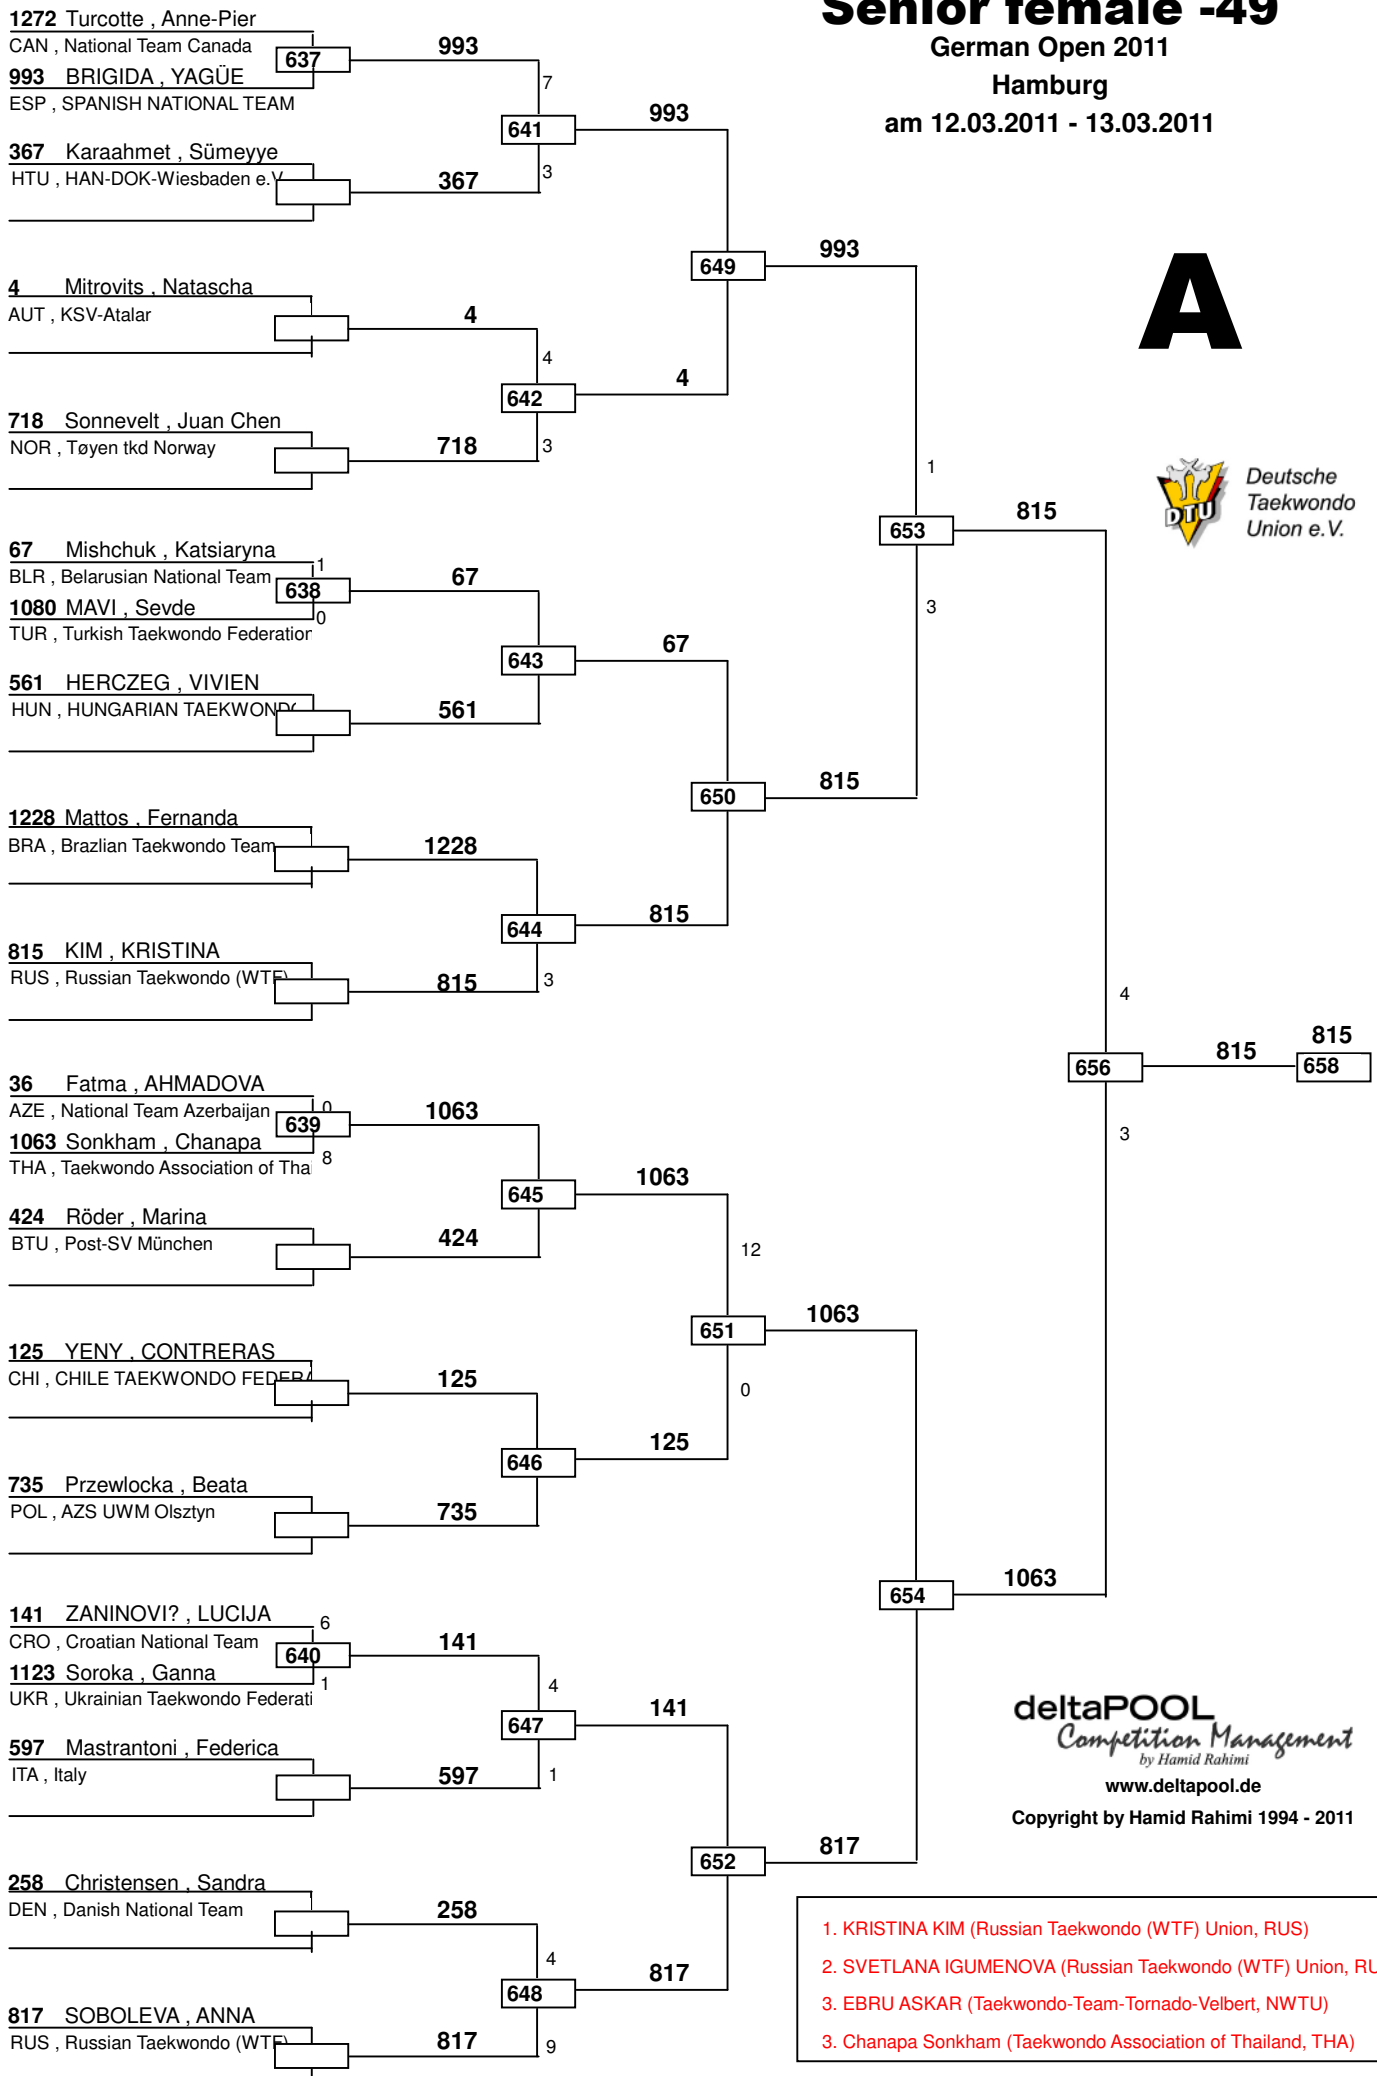 Senior female -49
German Open 2011
Hamburg
am 12.03.2011 - 13.03.2011
A
Deutsche
Taekwondo
Union e.V.
DTU
1272 Turcotte , Anne-Pier
CAN , National Team Canada
637
993
993 BRIGIDA , YAGÜE
ESP , SPANISH NATIONAL TEAM
7
641
993
367 Karaahmet , Sümeyye
HTU , HAN-DOK-Wiesbaden e.V
367
3
649
993
4 Mitrovits , Natascha
AUT , KSV-Atalar
4
4
642
4
718 Sonnevelt , Juan Chen
NOR , Tøyen tkd Norway
718
3
1
653
815
67 Mishchuk , Katsiaryna
BLR , Belarusian National Team
1
638
67
1080 MAVI , Sevde
0
TUR , Turkish Taekwondo Federation
3
643
67
561 HERCZEG , VIVIEN
HUN , HUNGARIAN TAEKWONDO
561
650
815
1228 Mattos , Fernanda
BRA , Brazlian Taekwondo Team
1228
644
815
815 KIM , KRISTINA
RUS , Russian Taekwondo (WTF)
815
3
4
656
815
815
658
3
36 Fatma , AHMADOVA
AZE , National Team Azerbaijan
0
639
1063
1063 Sonkham , Chanapa
8
THA , Taekwondo Association of Thai
645
1063
424 Röder , Marina
BTU , Post-SV München
424
12
651
1063
0
125 YENY , CONTRERAS
CHI , CHILE TAEKWONDO FEDERA
125
646
125
735 Przewlocka , Beata
POL , AZS UWM Olsztyn
735
654
1063
141 ZANINOVI? , LUCIJA
6
CRO , Croatian National Team
640
141
1123 Soroka , Ganna
1
UKR , Ukrainian Taekwondo Federati
4
647
141
597 Mastrantoni , Federica
ITA , Italy
597
1
652
817
258 Christensen , Sandra
DEN , Danish National Team
258
4
648
817
817 SOBOLEVA , ANNA
RUS , Russian Taekwondo (WTF)
817
9
deltaPOOL
Competition Management
by Hamid Rahimi
www.deltapool.de
Copyright by Hamid Rahimi 1994 - 2011
1. KRISTINA KIM (Russian Taekwondo (WTF) Union, RUS)
2. SVETLANA IGUMENOVA (Russian Taekwondo (WTF) Union, RU
3. EBRU ASKAR (Taekwondo-Team-Tornado-Velbert, NWTU)
3. Chanapa Sonkham (Taekwondo Association of Thailand, THA)